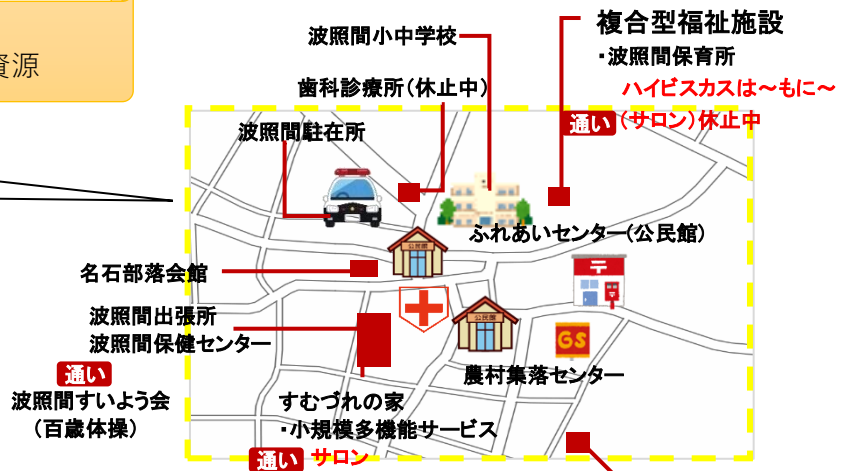 資源
波照間小中学校
複合型福祉施設
・波照間保育所
ハイビスカスは～もに～
通い（サロン）休止中
歯科診療所（休止中）
波照間駐在所
ふれあいセンター(公民館)
公民館
名石部落会館
〒
波照間出張所
波照間保健センター
公民館
GS
農村集落センター
通い
波照間すいよう会
（百歳体操）
すむづれの家
・小規模多機能サービス
通い サロン